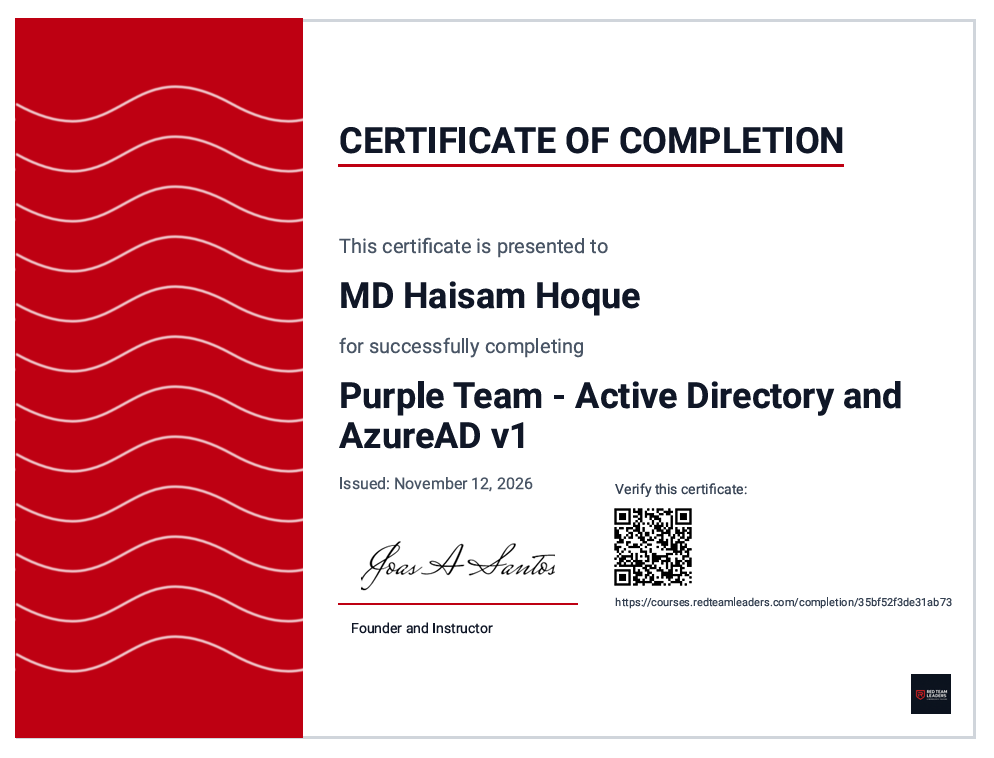 CERTIFICATE OF COMPLETION
This certificate is presented to
MD Haisam Hoque
for successfully completing
Purple Team - Active Directory and
AzureAD v1
Issued: November 12, 2026
Verify this certificate:
Joas A Santos
https://courses.redteamleaders.com/completion/35bf52f3de31ab73
Founder and Instructor
RED TEAM
LEADERS